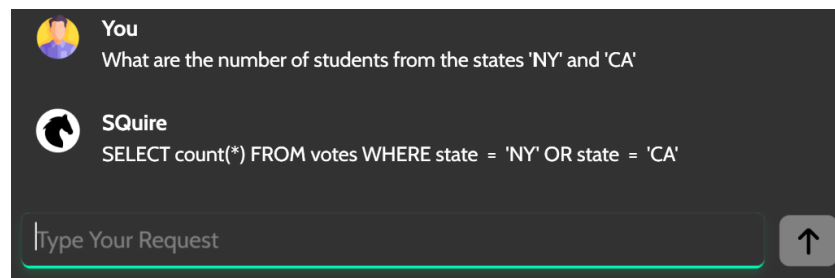 You
What are the number of students from the states 'NY' and 'CA'
SQuire
SELECT count(*) FROM votes WHERE state = 'NY' OR state = 'CA'
Type Your Request